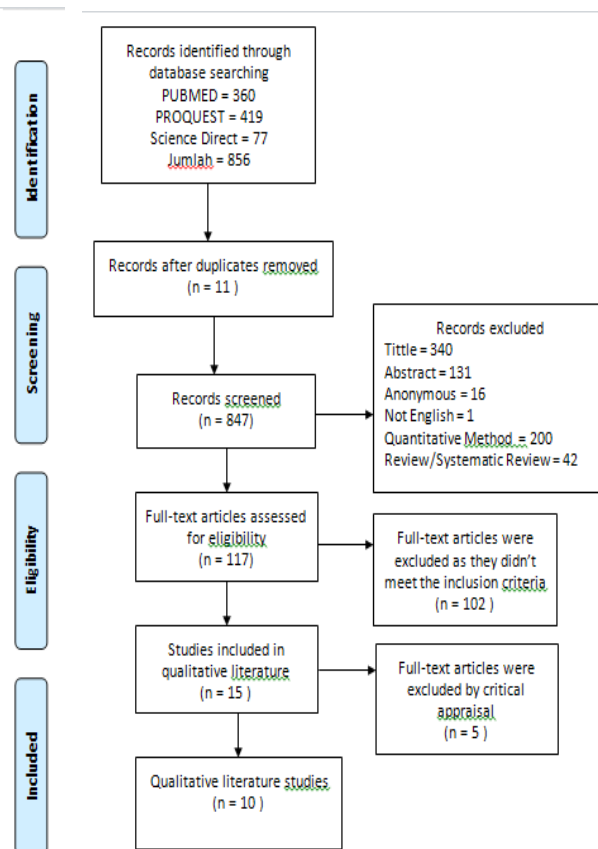 Identification
Records identified through
database searching
PUBMED = 360
PROQUEST = 419
Science Direct = 77
Jumlah = 856
Records after duplicates removed
(n = 11 )
Screening
Records screened
(n = 847)
Records excluded
Tittle = 340
Abstract = 131
Anonymous = 16
Not English = 1
Quantitative Method = 200
Review/Systematic Review = 42
Eligibility
Full-text articles assessed
for eligibility
(n = 117)
Full-text articles were
excluded as they didn't
meet the inclusion criteria
(n = 102 )
Studies included in
qualitative literature
(n = 15 )
Full-text articles were
excluded by critical
appraisal
(n = 5 )
Included
Qualitative literature studies
(n = 10 )